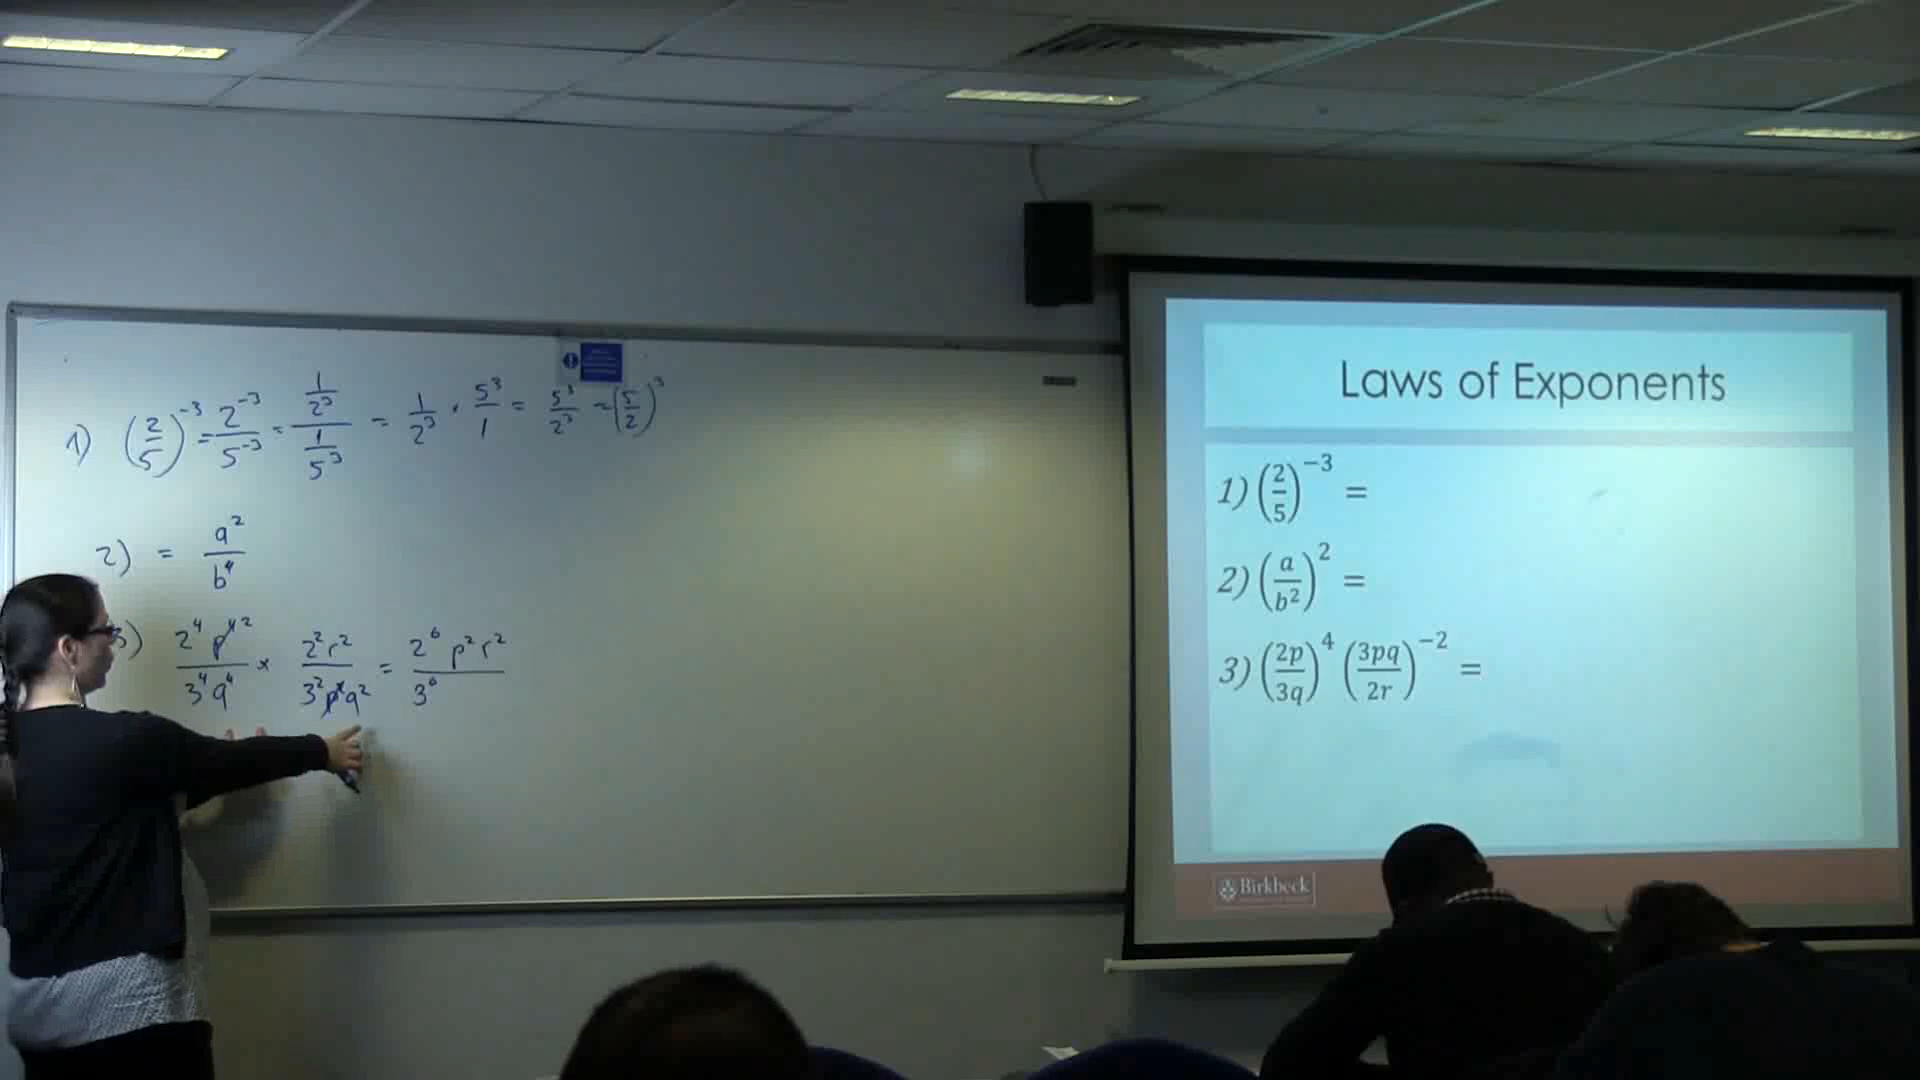 1) (2/5)^-3 = 2^-3/5^-3 = (1/2^3)/(1/5^3) = 1/2^3 · 5^3/1 = 5^3/2^3 = (5/2)^3
2) = a^2/b^4
3) 2^4 p^4 2/3^4 q^4 × 2^2 r^2/3^2 p^2 q^2 = 2^6 p^2 r^2/3^6
Laws of Exponents
1) (2/5)^-3 =
2) (a/b^2)^2 =
3) (2p/3q)^4 (3pq/2r)^-2 =
Birkbeck